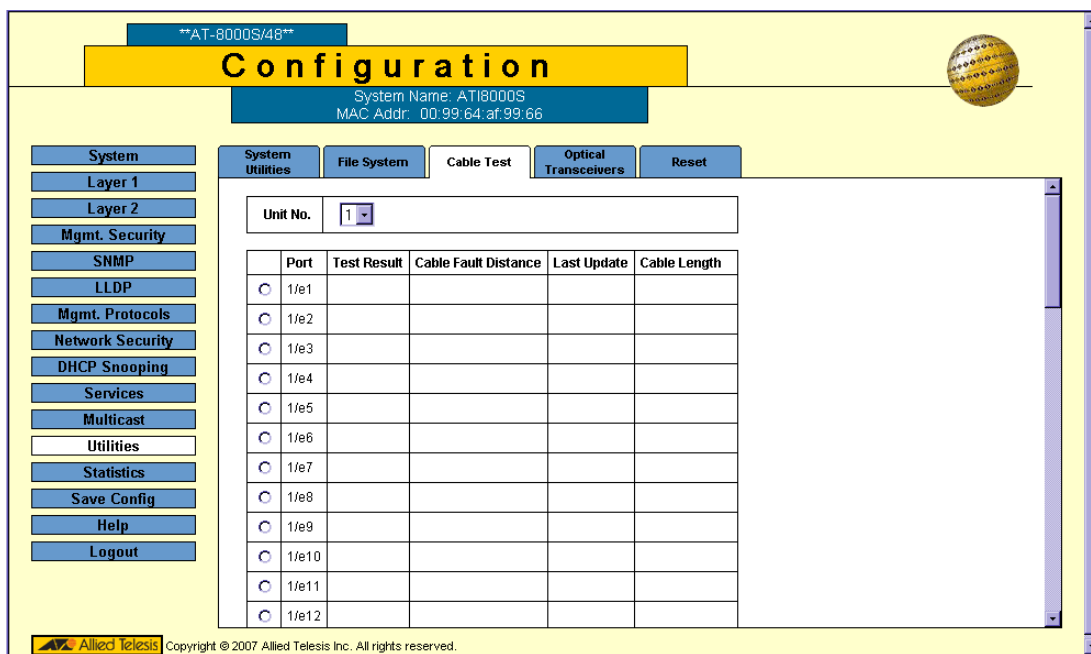 **AT-8000S/48**
Configuration
System Name: ATI8000S
MAC Addr: 00:99:64:af:99:66
System
Layer 1
Layer 2
Mgmt. Security
SNMP
LLDP
Mgmt. Protocols
Network Security
DHCP Snooping
Services
Multicast
Utilities
Statistics
Save Config
Help
Logout
System Utilities
File System
Cable Test
Optical Transceivers
Reset
Unit No. 1
Port Test Result Cable Fault Distance Last Update Cable Length
1/e1
1/e2
1/e3
1/e4
1/e5
1/e6
1/e7
1/e8
1/e9
1/e10
1/e11
1/e12
Allied Telesis Copyright © 2007 Allied Telesis Inc. All rights reserved.